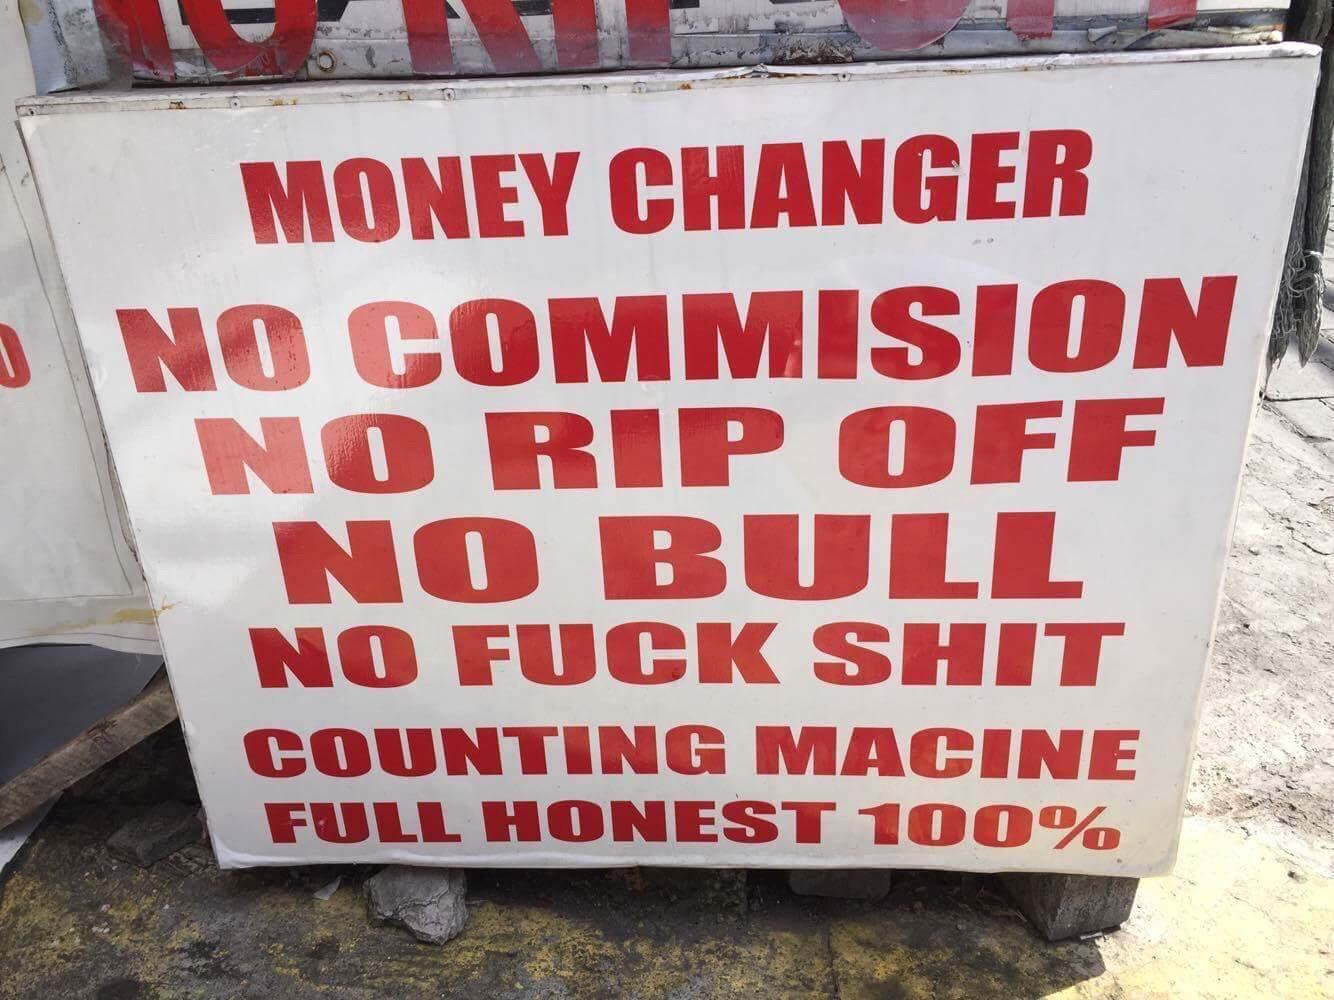 MONEY CHANGER
NO COMMISION
NO RIP OFF
NO BULL
NO FUCK SHIT
COUNTING MACINE
FULL HONEST 100%